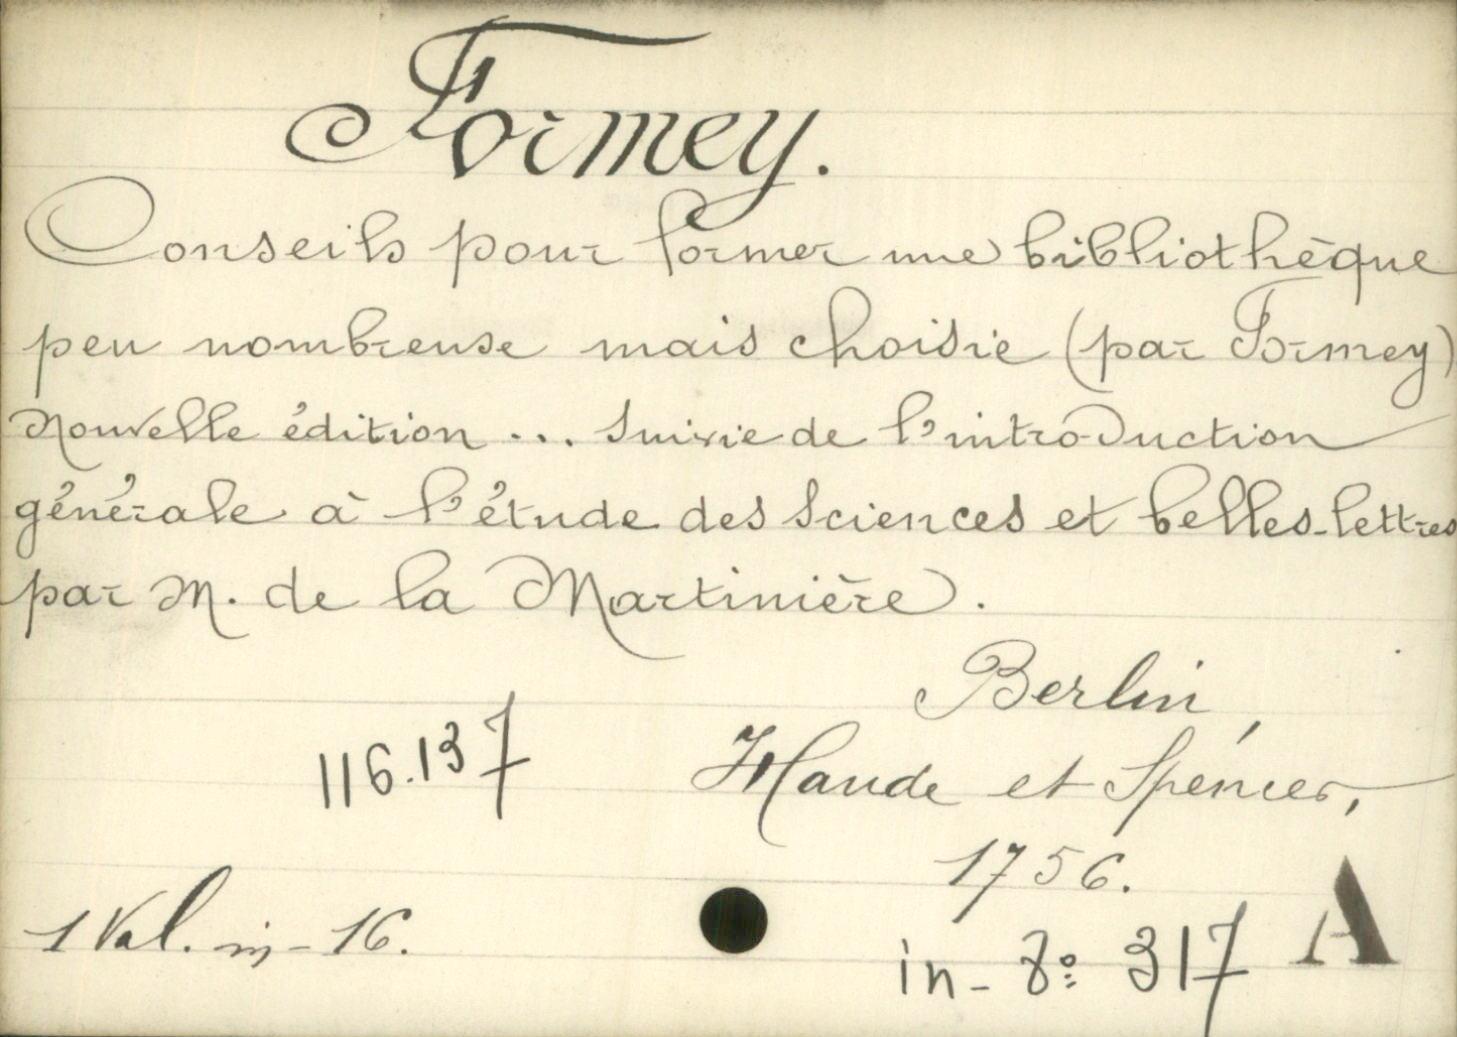 Formey.
Conseils pour former une bibliothèque
peu nombreuse mais choisie (par Formey)
Nouvelle édition... suivie de l'introduction
générale à l'étude des sciences et belles-lettres
par M. de la Martinière.
Berlin,
116.137 Haude et Spéncer,
1756.
1 Vol. in-16.
in-8º 317 A